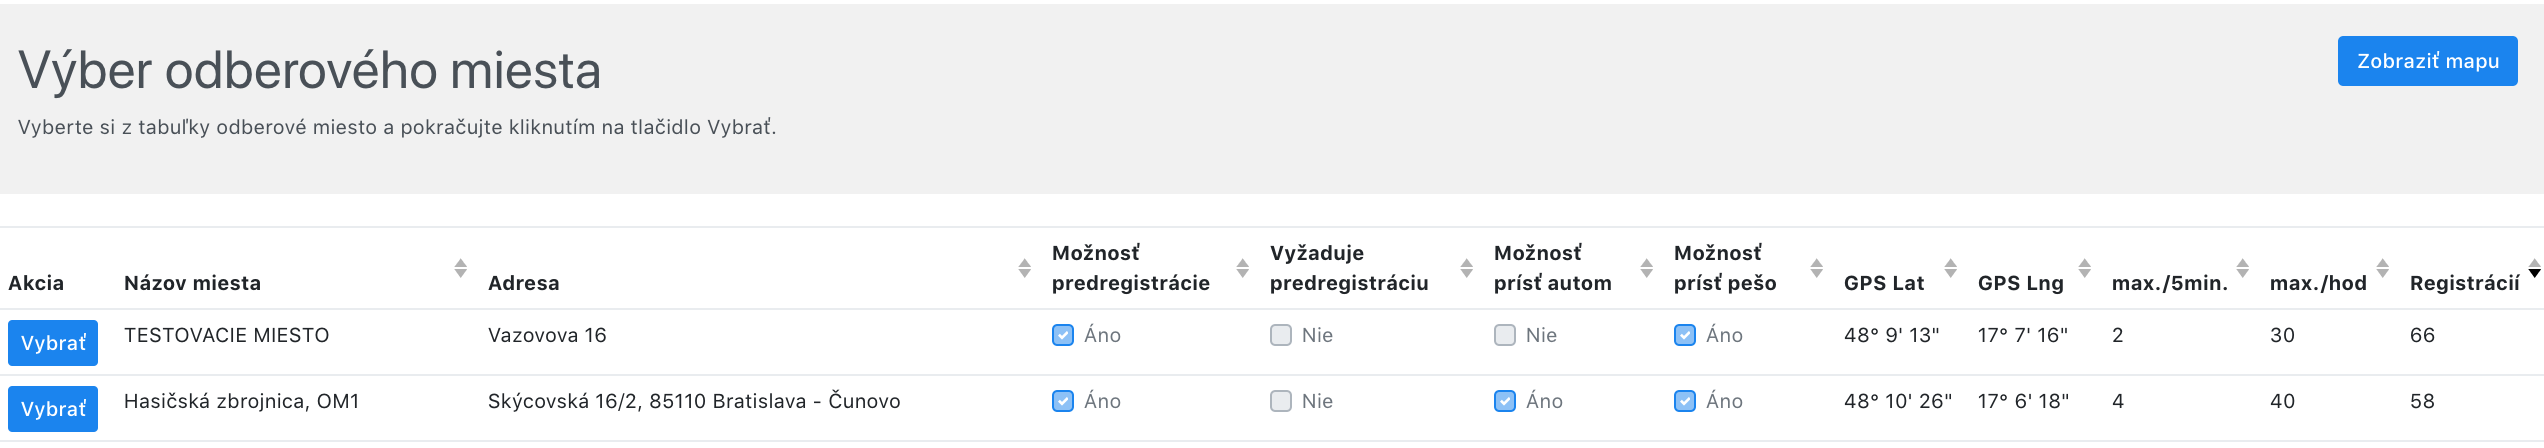 Výber odberového miesta
Zobraziť mapu
Vyberte si z tabuľky odberové miesto a pokračujte kliknutím na tlačidlo Vybrať.
Akcia Názov miesta Adresa Možnosť predregistrácie Vyžaduje predregistráciu Možnosť prísť autom Možnosť prísť pešo GPS Lat GPS Lng max./5min. max./hod Registrácií
Vybrať TESTOVACIE MIESTO Vazovova 16 Áno Nie Nie Áno 48° 9' 13" 17° 7' 16" 2 30 66
Vybrať Hasičská zbrojnica, OM1 Skýcovská 16/2, 85110 Bratislava - Čunovo Áno Nie Áno Áno 48° 10' 26" 17° 6' 18" 4 40 58